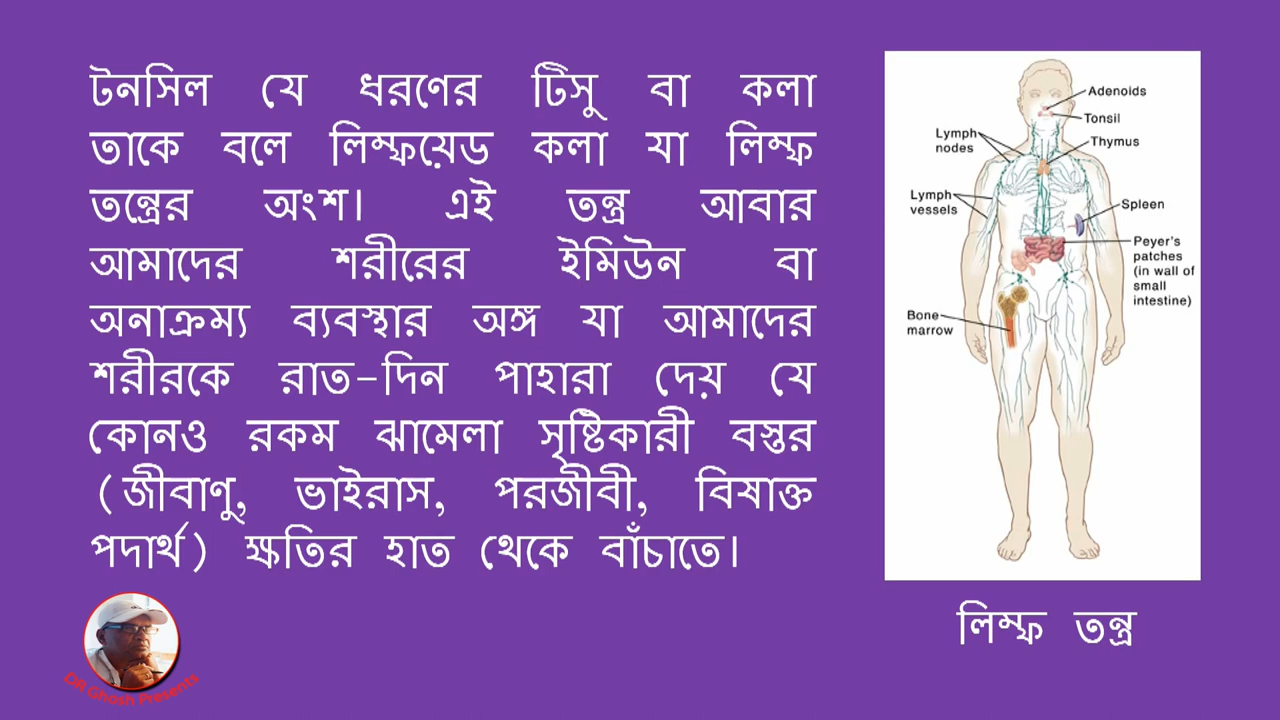 টনসিল যে ধরণের টিসু বা কলা
তাকে বলে লিম্ফয়েড কলা যা লিম্ফ
তন্ত্রের অংশ। এই তন্ত্র আবার
আমাদের শরীরের ইমিউন বা
অনাক্রম্য ব্যবস্থার অঙ্গ যা আমাদের
শরীরকে রাত-দিন পাহারা দেয় যে
কোনও রকম ঝামেলা সৃষ্টিকারী বস্তর
(জীবাণু, ভাইরাস, পরজীবী, বিষাক্ত
পদার্থ) ক্ষতির হাত থেকে বাঁচাতে।
Adenoids
Tonsil
Lymph
nodes
Thymus
Lymph
vessels
Spleen
Peyer's
patches
(in wall of
small
intestine)
Bone
marrow
লিম্ফ তন্ত্র
DR Ghosh Presents